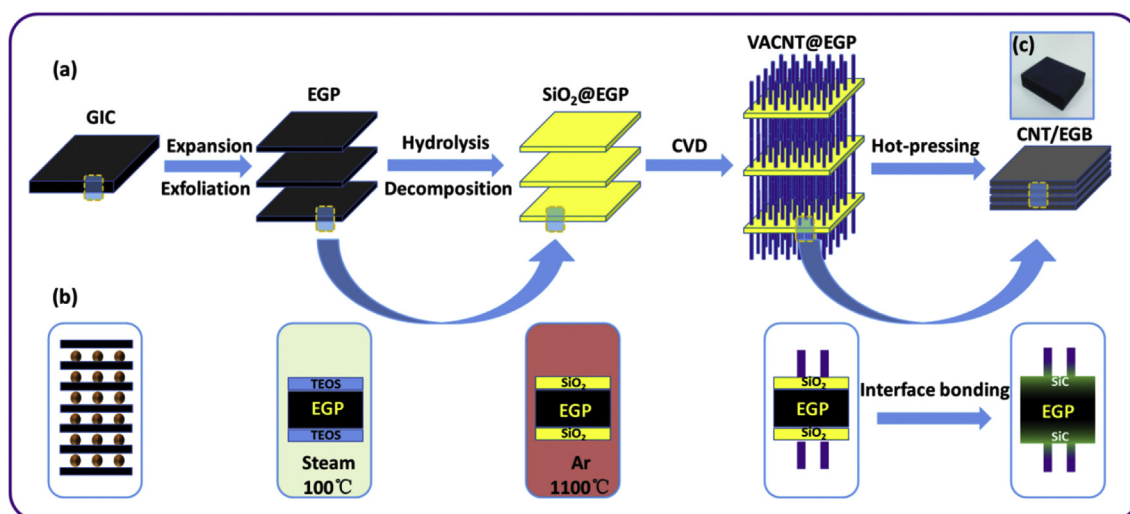 (a)
GIC
Expansion
Exfoliation
EGP
Hydrolysis
Decomposition
SiO₂@EGP
CVD
VACNT@EGP
Hot-pressing
(c)
CNT/EGB
(b)
TEOS
EGP
TEOS
Steam
100℃
SiO₂
EGP
SiO₂
Ar
1100℃
SiO₂
EGP
SiO₂
Interface bonding
SiC
EGP
SiC